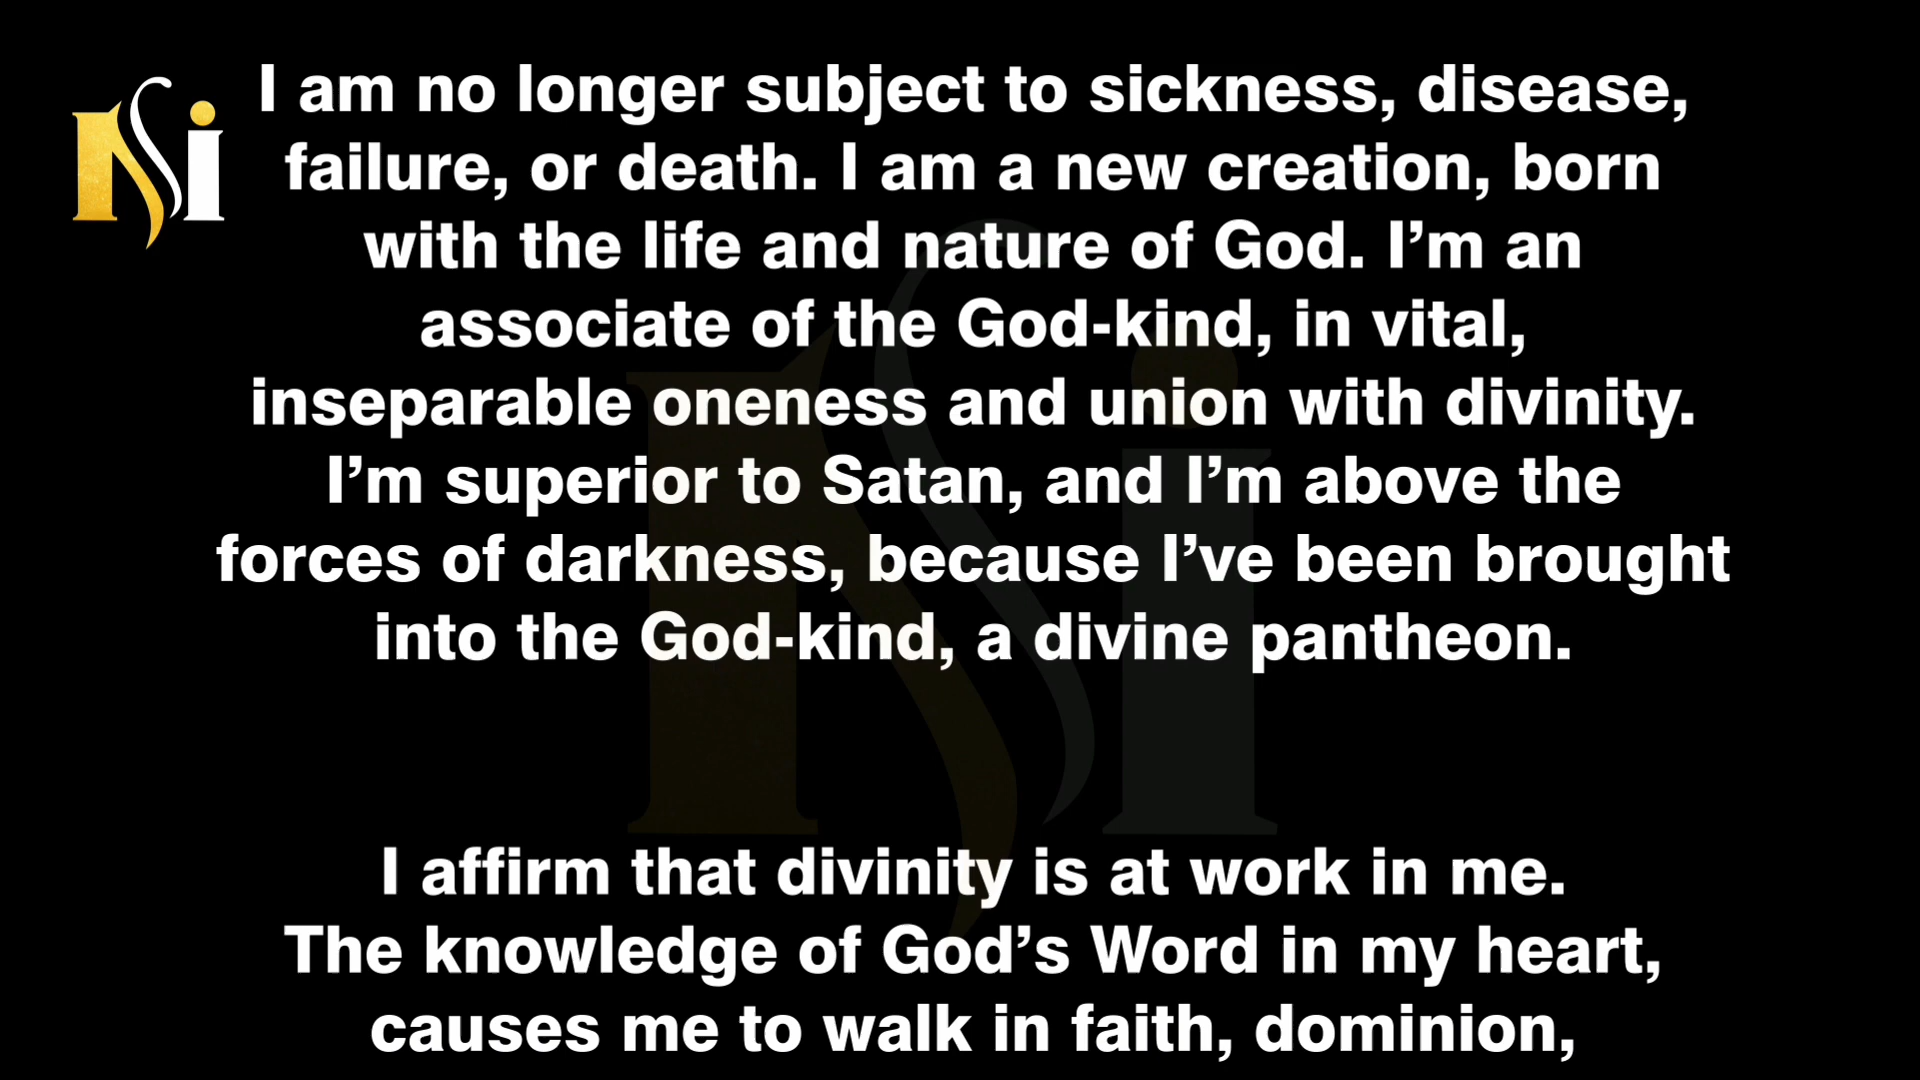 I am no longer subject to sickness, disease,
failure, or death. I am a new creation, born
with the life and nature of God. I’m an
associate of the God-kind, in vital,
inseparable oneness and union with divinity.
I’m superior to Satan, and I’m above the
forces of darkness, because I’ve been brought
into the God-kind, a divine pantheon.
I affirm that divinity is at work in me.
The knowledge of God’s Word in my heart,
causes me to walk in faith, dominion,